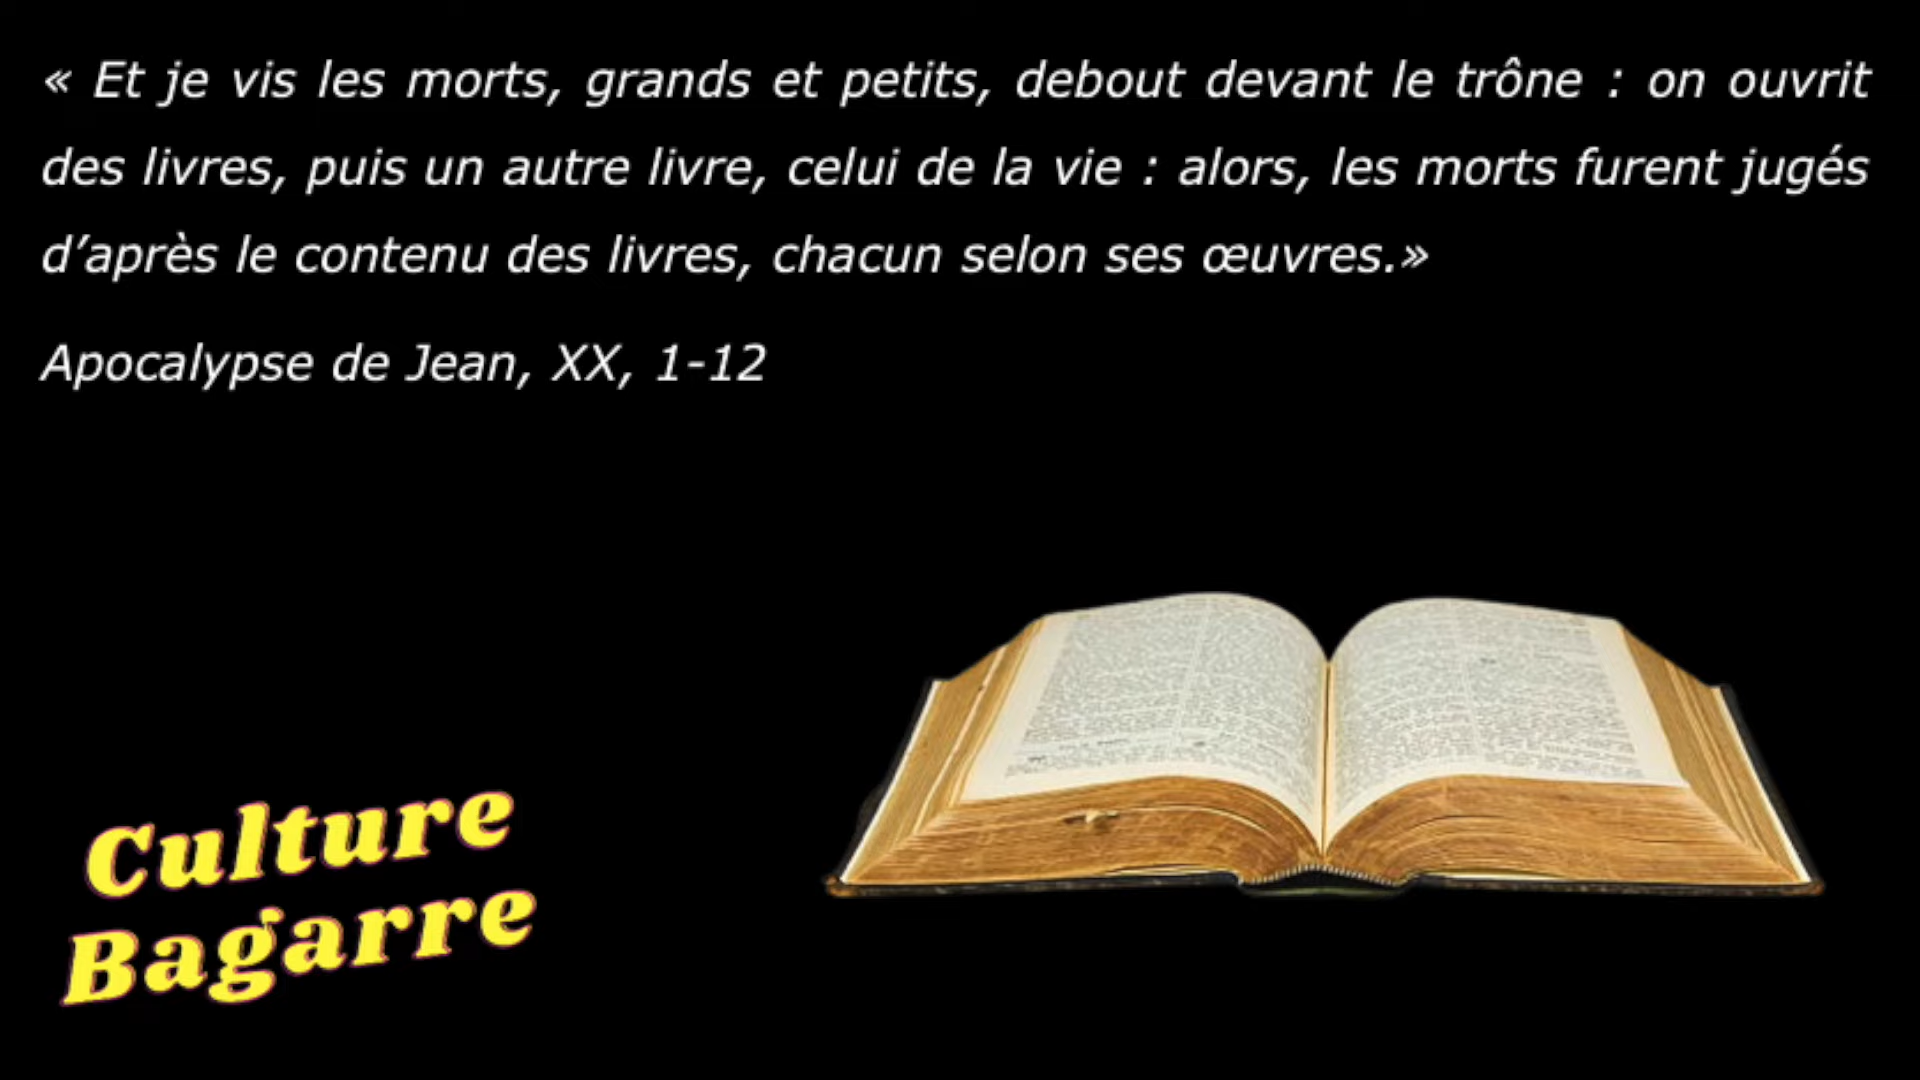 « Et je vis les morts, grands et petits, debout devant le trône : on ouvrit
des livres, puis un autre livre, celui de la vie : alors, les morts furent jugés
d’après le contenu des livres, chacun selon ses œuvres.»
Apocalypse de Jean, XX, 1-12
Culture
Bagarre